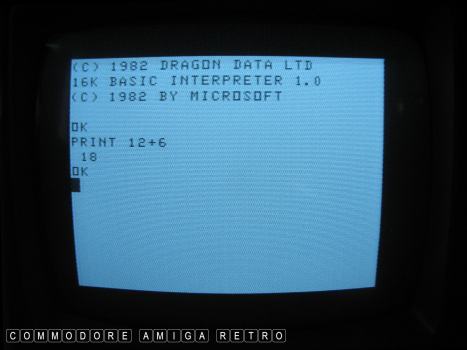 (C) 1982 DRAGON DATA LTD
16K BASIC INTERPRETER 1.0
(C) 1982 BY MICROSOFT
OK
PRINT 12+6
18
OK
COMMODORE AMIGA RETRO